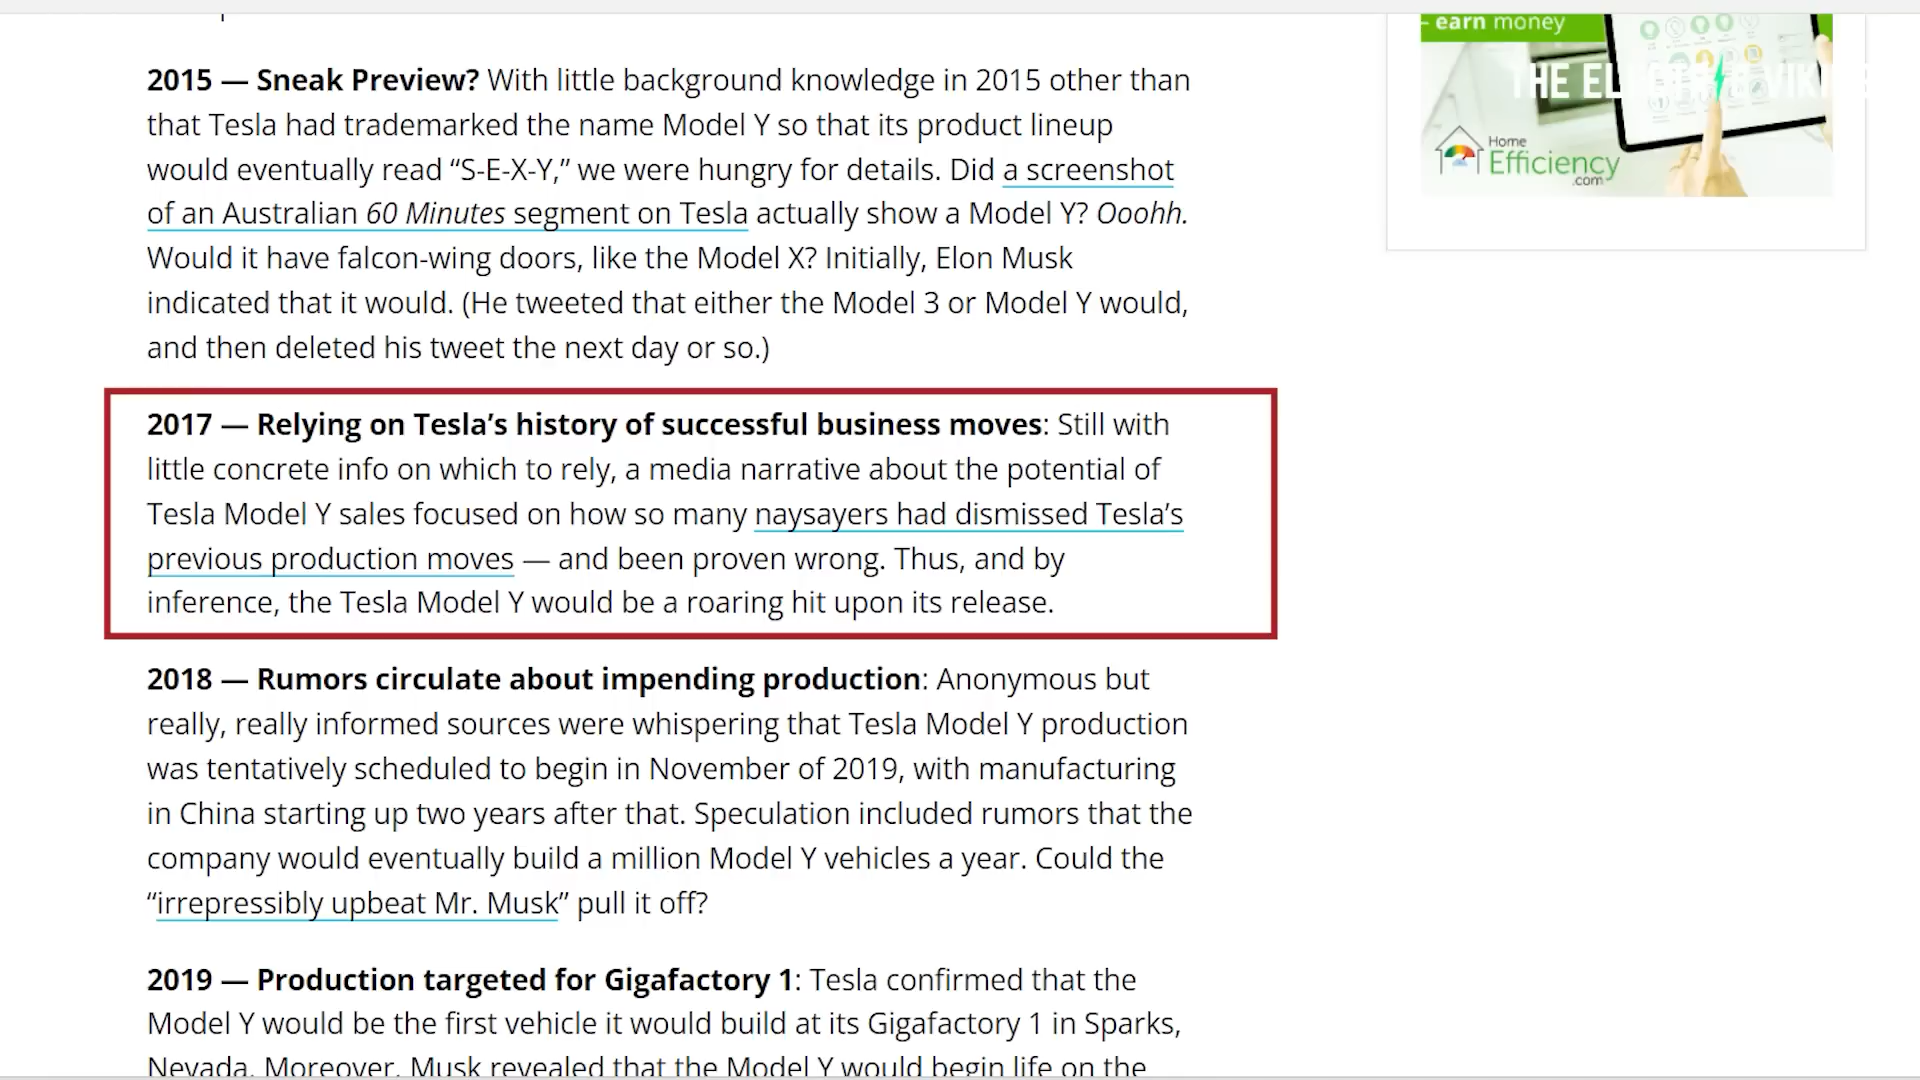 - earn money
THE ELECTRIC VIKING
Home
Efficiency
.com
2015 — Sneak Preview? With little background knowledge in 2015 other than
that Tesla had trademarked the name Model Y so that its product lineup
would eventually read “S-E-X-Y,” we were hungry for details. Did a screenshot
of an Australian 60 Minutes segment on Tesla actually show a Model Y? Ooohh.
Would it have falcon-wing doors, like the Model X? Initially, Elon Musk
indicated that it would. (He tweeted that either the Model 3 or Model Y would,
and then deleted his tweet the next day or so.)
2017 — Relying on Tesla’s history of successful business moves: Still with
little concrete info on which to rely, a media narrative about the potential of
Tesla Model Y sales focused on how so many naysayers had dismissed Tesla’s
previous production moves — and been proven wrong. Thus, and by
inference, the Tesla Model Y would be a roaring hit upon its release.
2018 — Rumors circulate about impending production: Anonymous but
really, really informed sources were whispering that Tesla Model Y production
was tentatively scheduled to begin in November of 2019, with manufacturing
in China starting up two years after that. Speculation included rumors that the
company would eventually build a million Model Y vehicles a year. Could the
“irrepressibly upbeat Mr. Musk” pull it off?
2019 — Production targeted for Gigafactory 1: Tesla confirmed that the
Model Y would be the first vehicle it would build at its Gigafactory 1 in Sparks,
Nevada. Moreover, Musk revealed that the Model Y would begin life on the